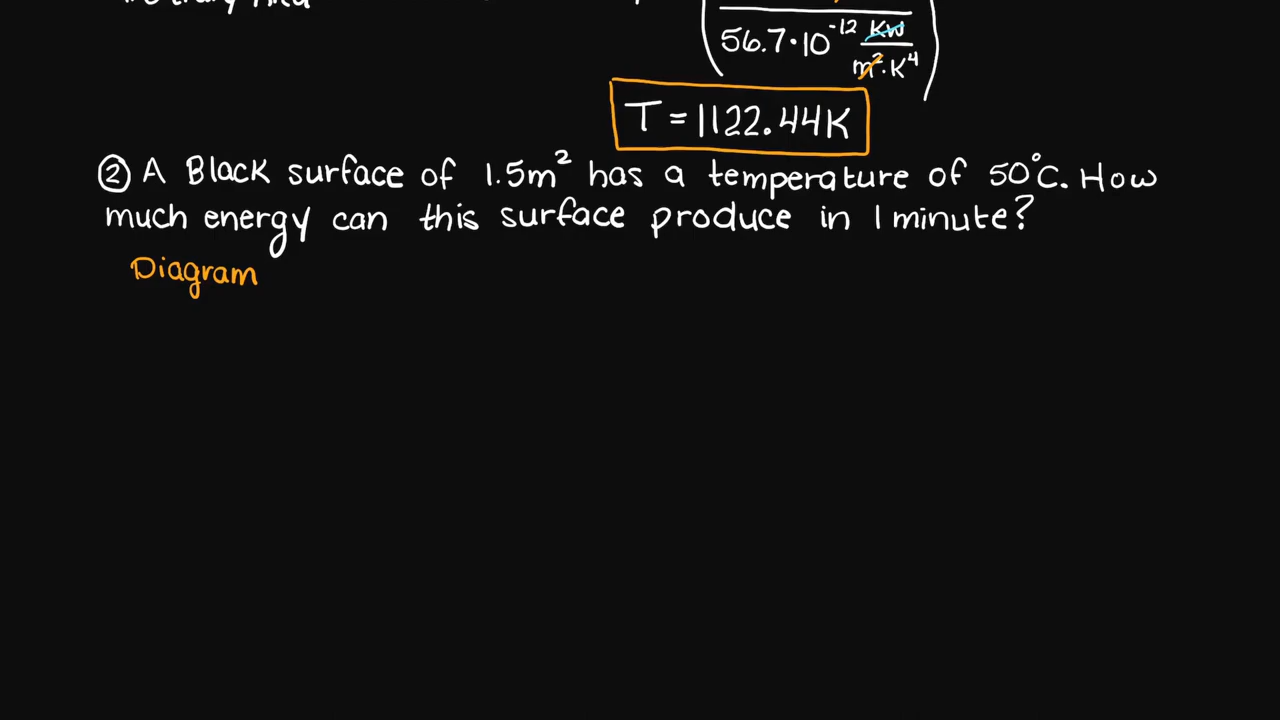 56.7·10⁻¹² Kw
m²·K⁴
T = 1122.44K
② A Black surface of 1.5m² has a temperature of 50°C. How
much energy can this surface produce in 1 minute?
Diagram